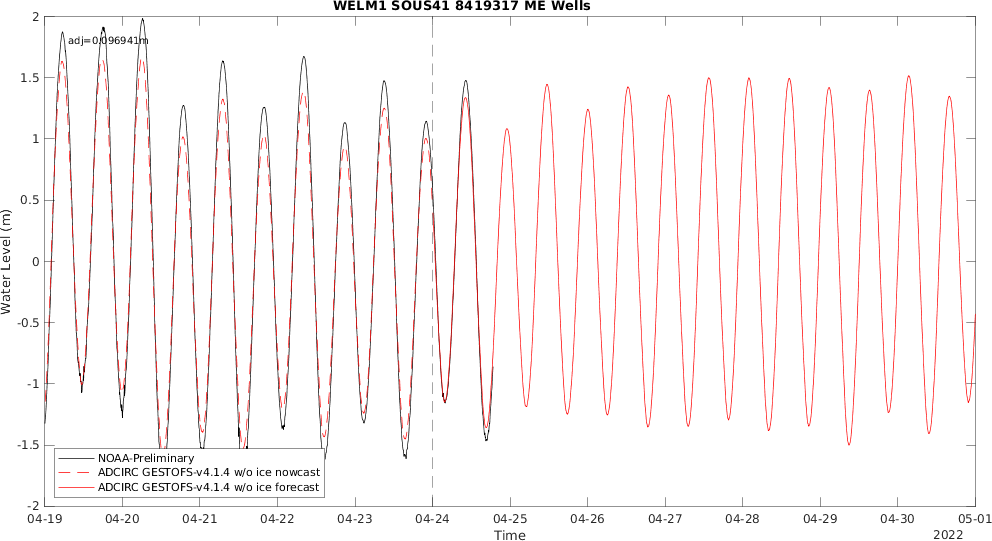 WELM1 SOUS41 8419317 ME Wells
adj=0.096941m
2
1.5
1
0.5
0
-0.5
-1
-1.5
-2
Water Level (m)
NOAA-Preliminary
ADCIRC GESTOFS-v4.1.4 w/o ice nowcast
ADCIRC GESTOFS-v4.1.4 w/o ice forecast
04-19 04-20 04-21 04-22 04-23 04-24 04-25 04-26 04-27 04-28 04-29 04-30 05-01
Time
2022